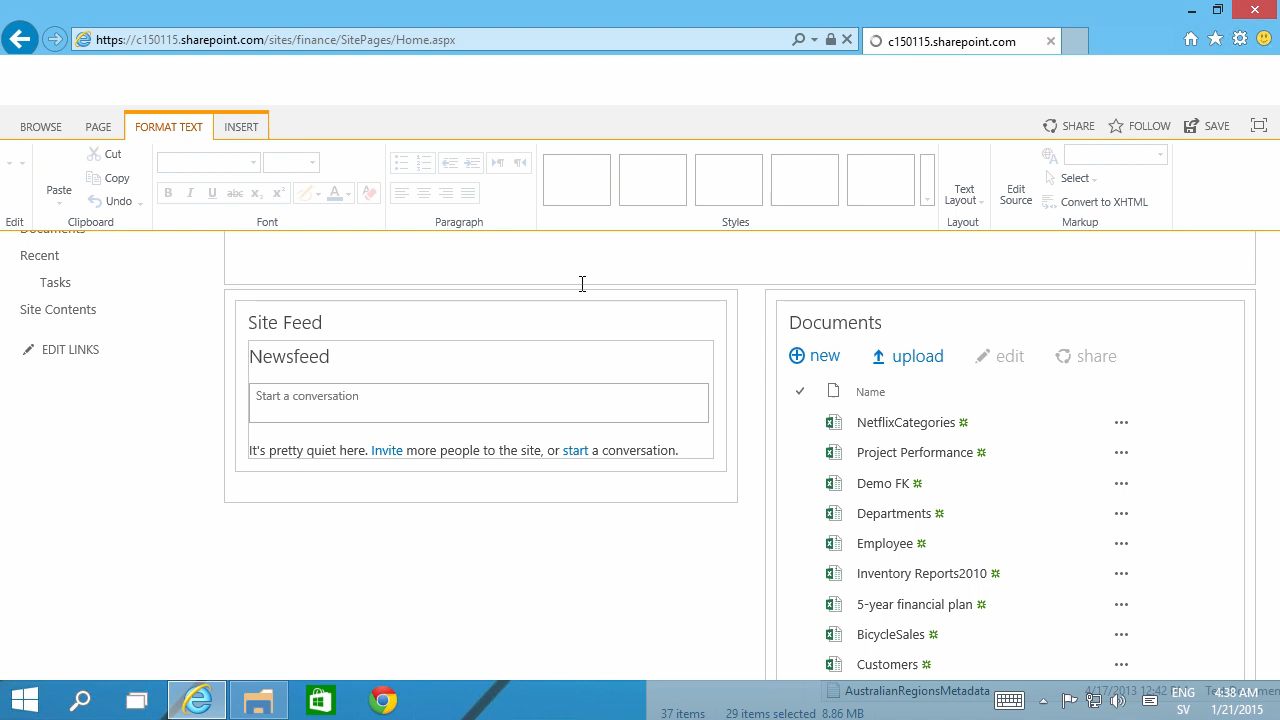 https://c150115.sharepoint.com/sites/finance/SitePages/Home.aspx
c150115.sharepoint.com
BROWSE PAGE FORMAT TEXT INSERT SHARE FOLLOW SAVE
Cut
Copy
Undo
Paste
B I U abc x₂ x²
A
Text Layout
Edit Source
Select
Convert to XHTML
Edit Clipboard Font Paragraph Styles Layout Markup
Documents
Recent
Tasks
Site Contents
EDIT LINKS
Site Feed
Newsfeed
Start a conversation
It's pretty quiet here. Invite more people to the site, or start a conversation.
Documents
new upload edit share
Name
NetflixCategories
Project Performance
Demo FK
Departments
Employee
Inventory Reports2010
5-year financial plan
BicycleSales
Customers
AustralianRegionsMetadata
37 items 29 items selected 8.86 MB
ENG
SV
4:38 AM
1/21/2015